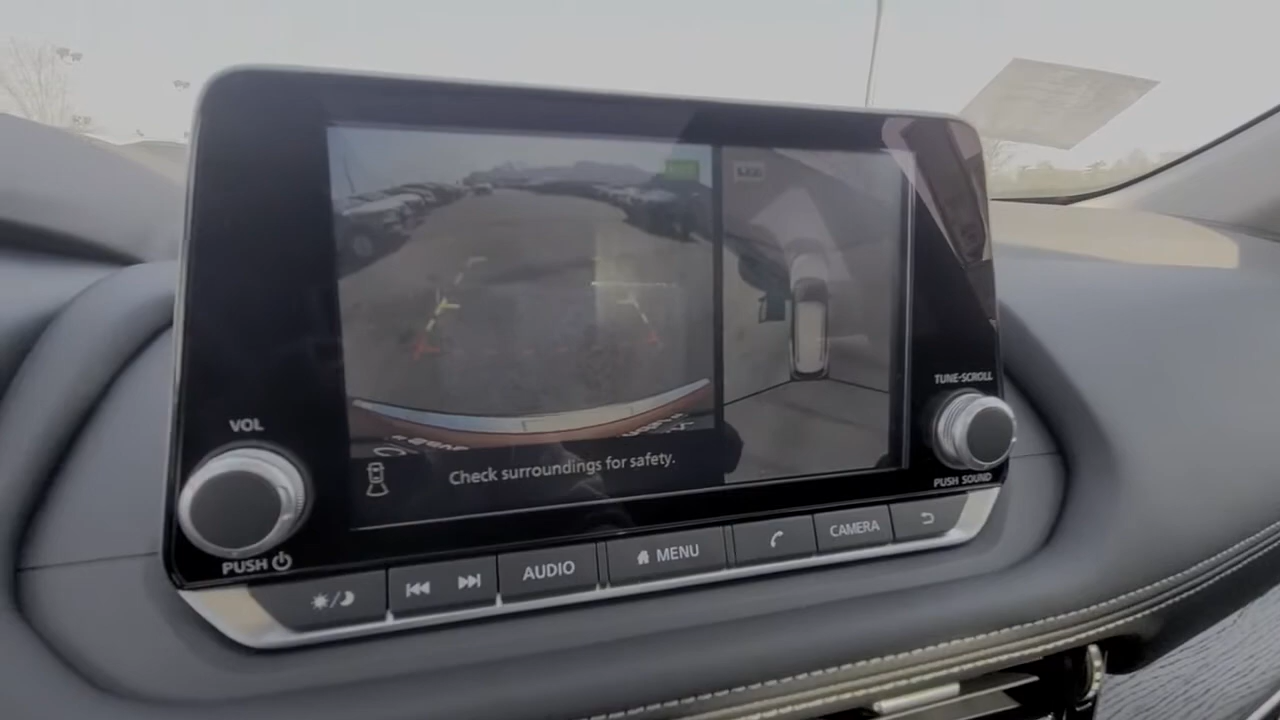 VOL
PUSH
TUNE-SCROLL
PUSH SOUND
Check surroundings for safety.
AUDIO
MENU
CAMERA